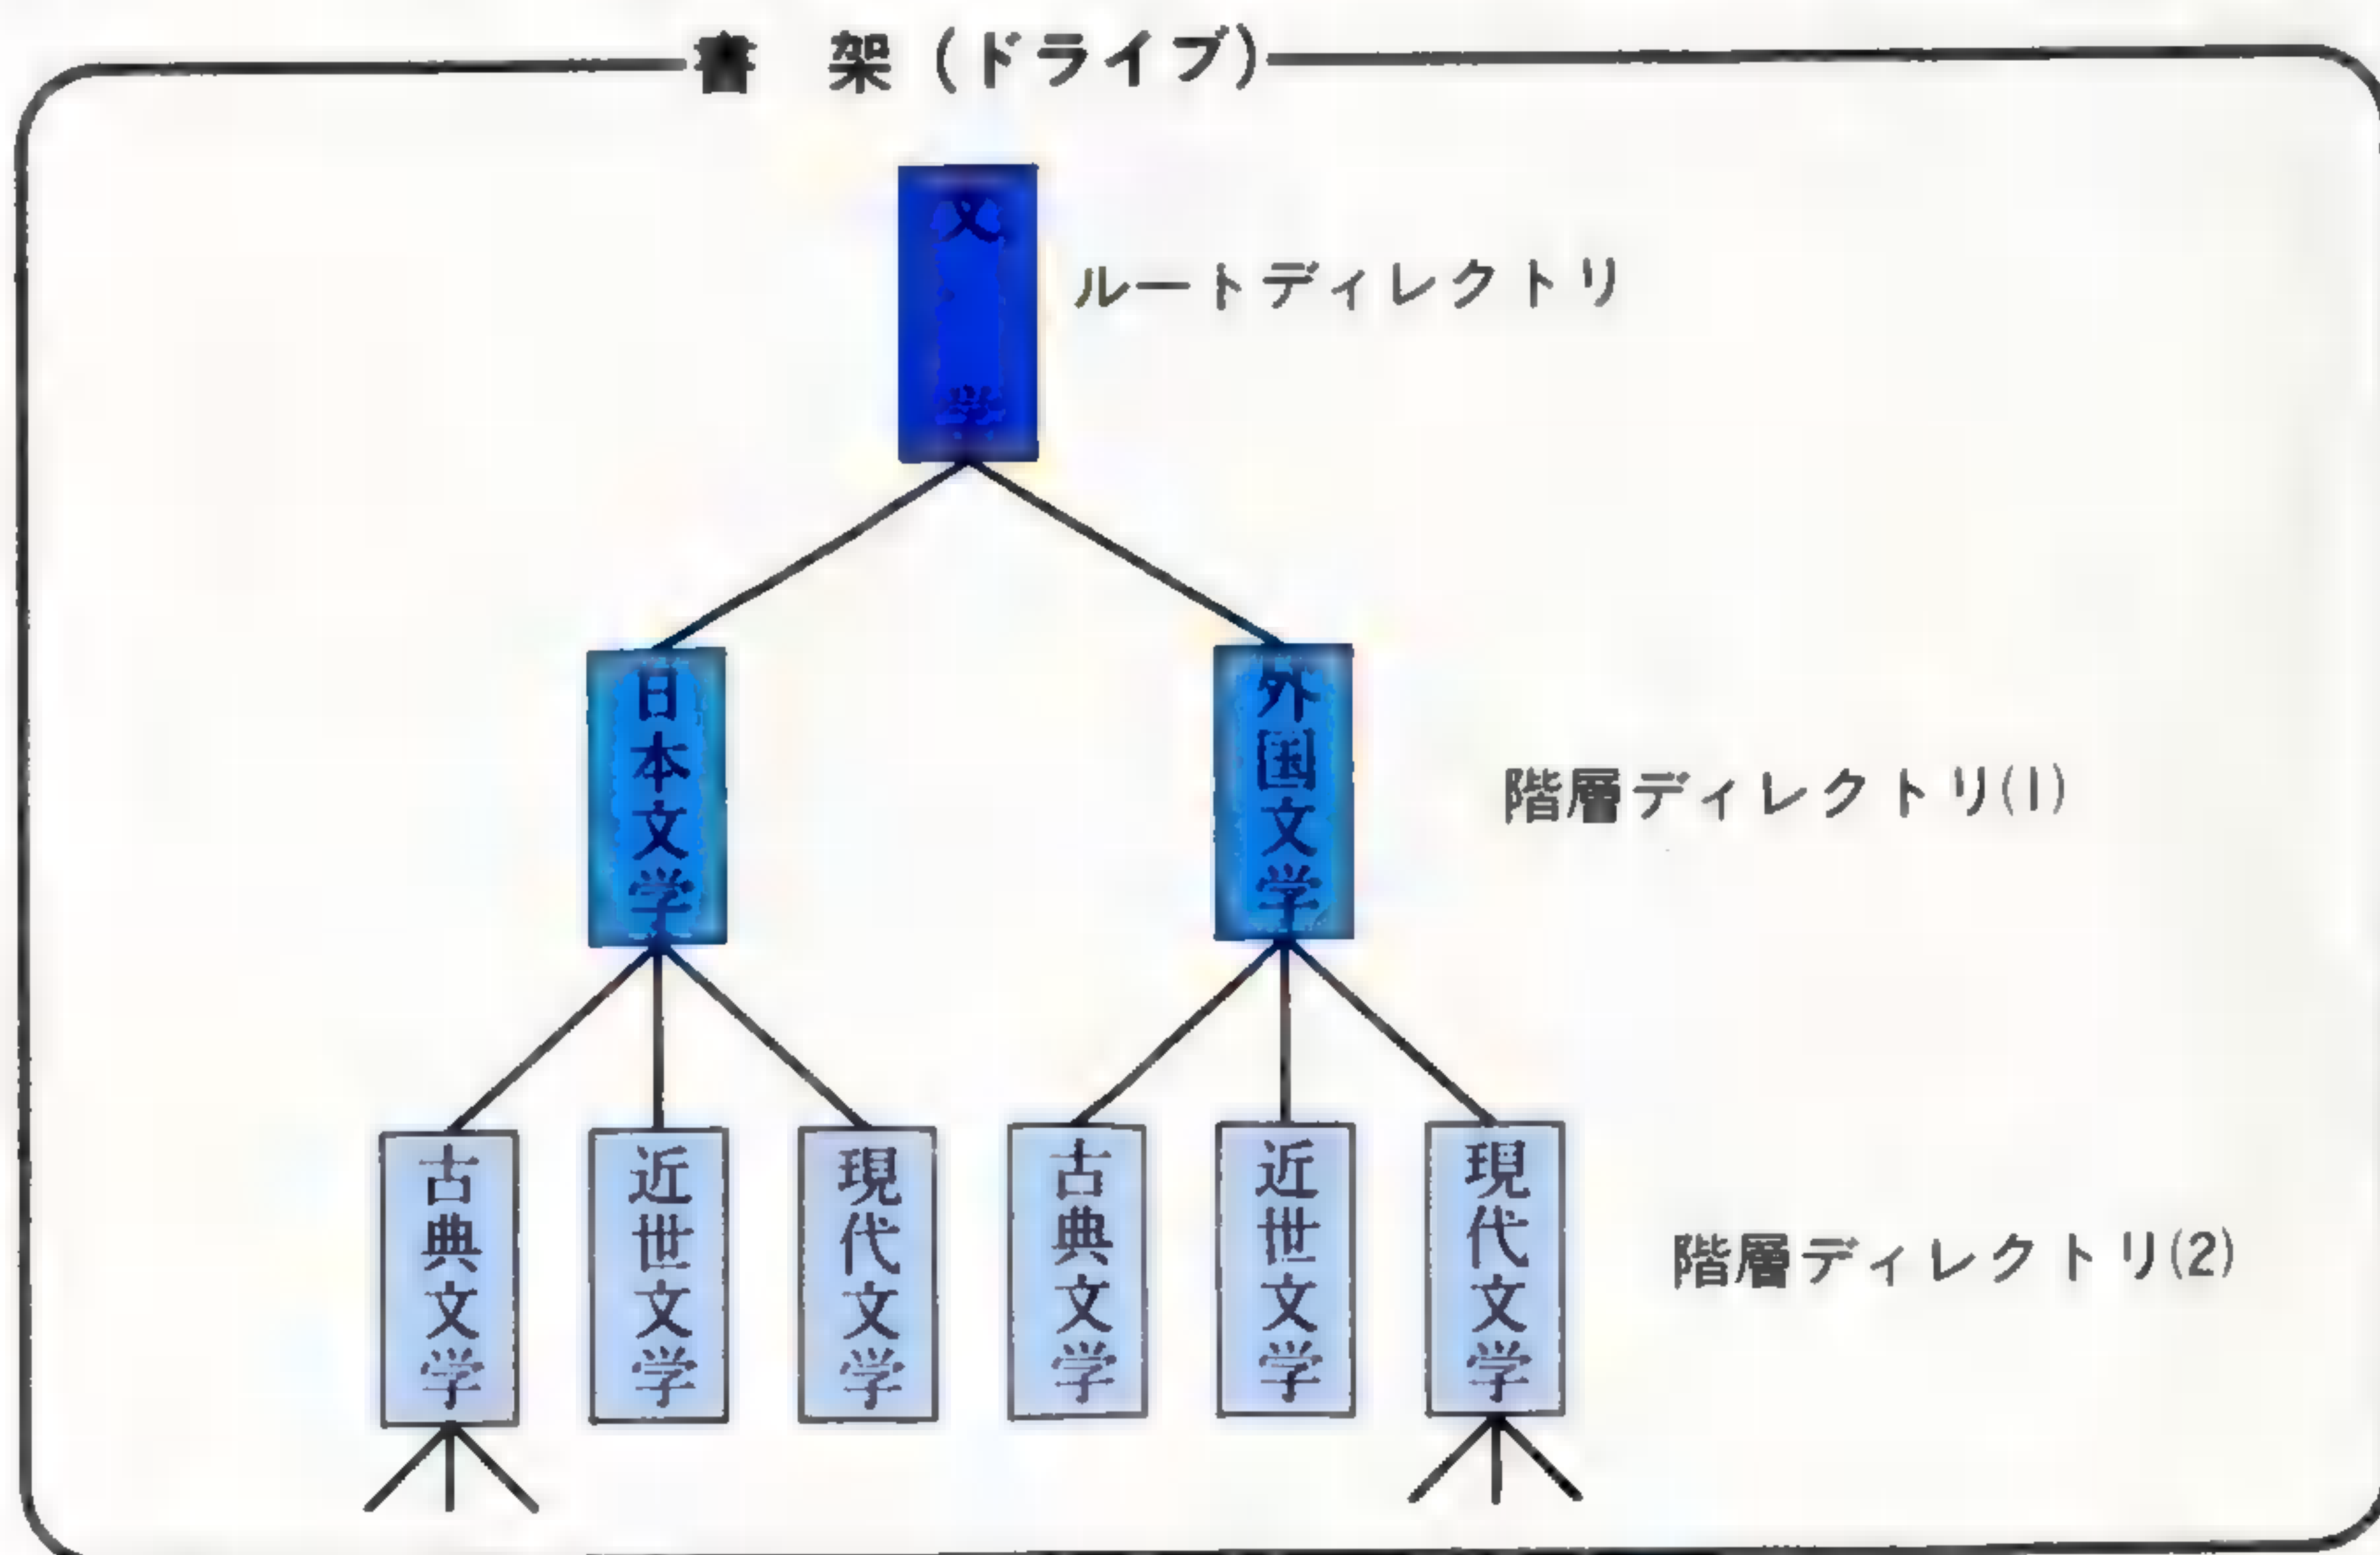 書 架 (ドライブ)
文学
ルートディレクトリ
日本文学
外国文学
階層ディレクトリ(1)
古典文学
近世文学
現代文学
古典文学
近世文学
現代文学
階層ディレクトリ(2)